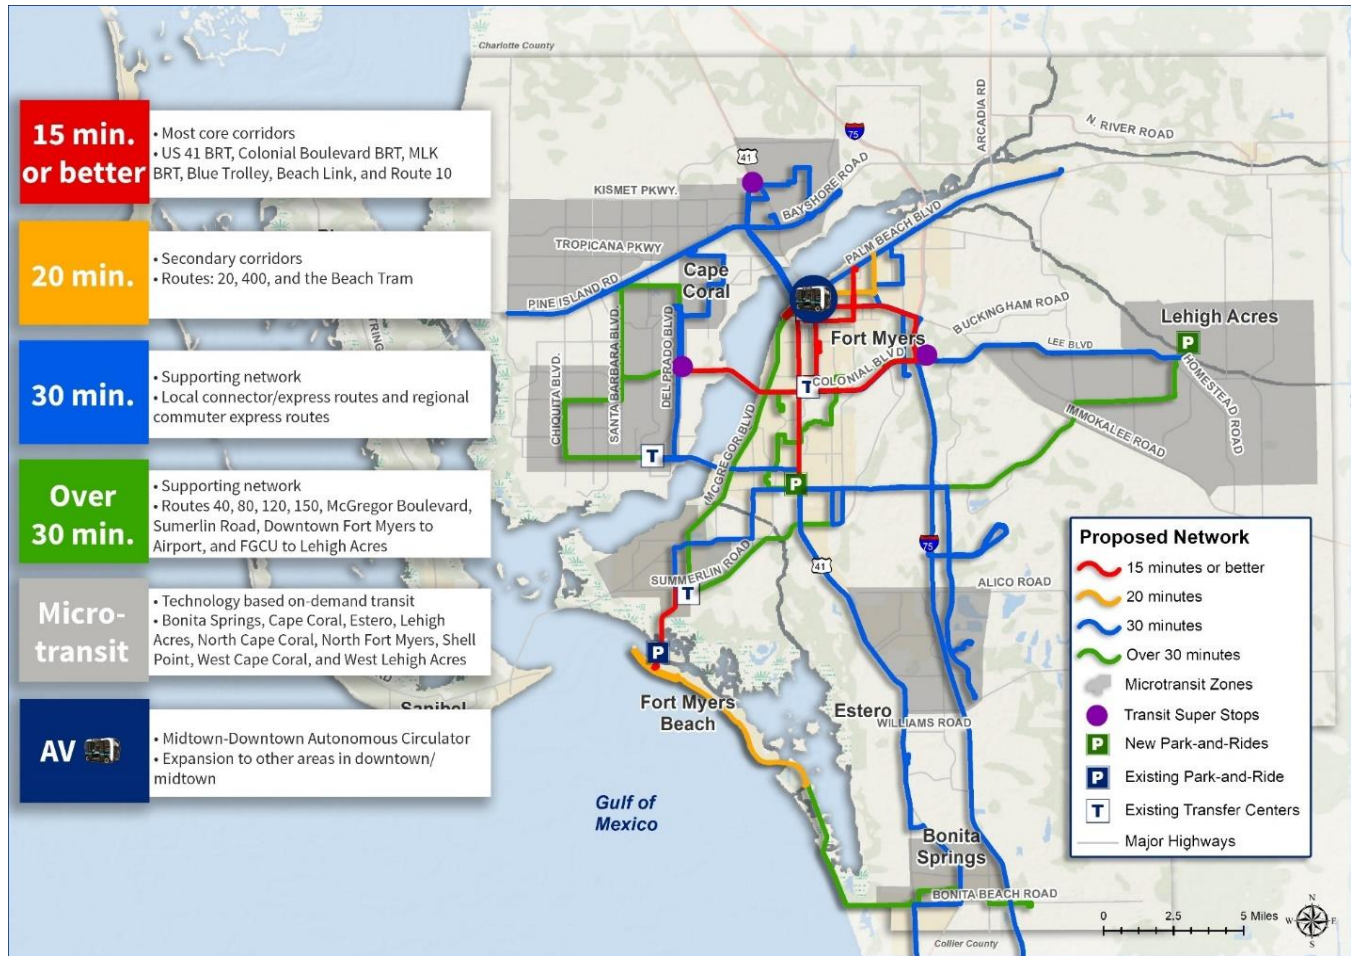 15 min.
or better
• Most core corridors
• US 41 BRT, Colonial Boulevard BRT, MLK
BRT, Blue Trolley, Beach Link, and Route 10
20 min.
• Secondary corridors
• Routes: 20, 400, and the Beach Tram
30 min.
• Supporting network
• Local connector/express routes and regional
commuter express routes
Over
30 min.
• Supporting network
• Routes 40, 80, 120, 150, McGregor Boulevard,
Sumerlin Road, Downtown Fort Myers to
Airport, and FGCU to Lehigh Acres
Micro-
transit
• Technology based on-demand transit
• Bonita Springs, Cape Coral, Estero, Lehigh
Acres, North Cape Coral, North Fort Myers, Shell
Point, West Cape Coral, and West Lehigh Acres
AV
• Midtown-Downtown Autonomous Circulator
• Expansion to other areas in downtown/
midtown
Charlotte County
75
41
ARCADIA RD
N. RIVER ROAD
KISMET PKWY.
BAYSHORE ROAD
TROPICANA PKWY
PALM BEACH BLVD
Cape
Coral
PINE ISLAND RD
BUCKINGHAM ROAD
Lehigh Acres
P
Fort Myers
LEE BLVD
COLONIAL BLVD
HOMESTEAD ROAD
CHIQUITA BLVD.
SANTA BARBARA BLVD.
DEL PRADO BLVD
T
MCGREGOR BLVD
IMMOKALEE ROAD
T
P
75
41
SUMMERLIN ROAD
T
ALICO ROAD
P
Fort Myers
Beach
Estero
WILLIAMS ROAD
Sanibel
Gulf of
Mexico
Bonita
Springs
BONITA BEACH ROAD
Collier County
Proposed Network
15 minutes or better
20 minutes
30 minutes
Over 30 minutes
Microtransit Zones
Transit Super Stops
P New Park-and-Rides
P Existing Park-and-Ride
T Existing Transfer Centers
Major Highways
0 2.5 5 Miles
N
W E
S